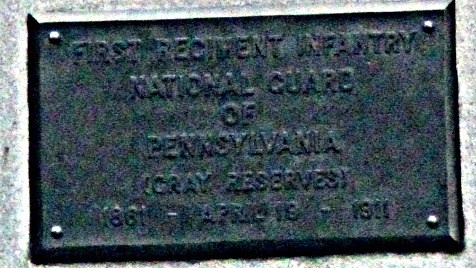 FIRST REGIMENT INFANTRY
NATIONAL GUARD
OF
PENNSYLVANIA
(GRAY RESERVES)
1861 - APRIL 19 - 1911